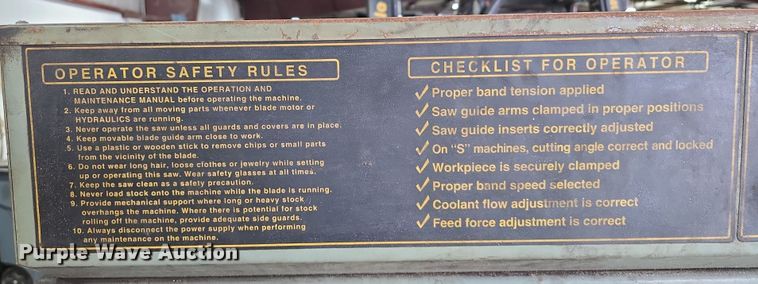 OPERATOR SAFETY RULES
1. READ AND UNDERSTAND THE OPERATION AND
MAINTENANCE MANUAL before operating the machine.
2. Keep away from all moving parts whenever blade motor or
HYDRAULICS are running.
3. Never operate the saw unless all guards and covers are in place.
4. Keep movable blade guide arm close to work.
5. Use a plastic or wooden stick to remove chips or small parts
from the vicinity of the blade.
6. Do not wear long hair, loose clothes or jewelry while setting
up or operating this saw. Wear safety glasses at all times.
7. Keep the saw clean as a safety precaution.
8. Never load stock onto the machine while the blade is running.
9. Provide mechanical support where long or heavy stock
overhangs the machine. Where there is potential for stock
rolling off the machine, provide adequate side guards.
10. Always disconnect the power supply when performing
any maintenance on the machine.
CHECKLIST FOR OPERATOR
✓ Proper band tension applied
✓ Saw guide arms clamped in proper positions
✓ Saw guide inserts correctly adjusted
✓ On "S" machines, cutting angle correct and locked
✓ Workpiece is securely clamped
✓ Proper band speed selected
✓ Coolant flow adjustment is correct
✓ Feed force adjustment is correct
Purple Wave Auction